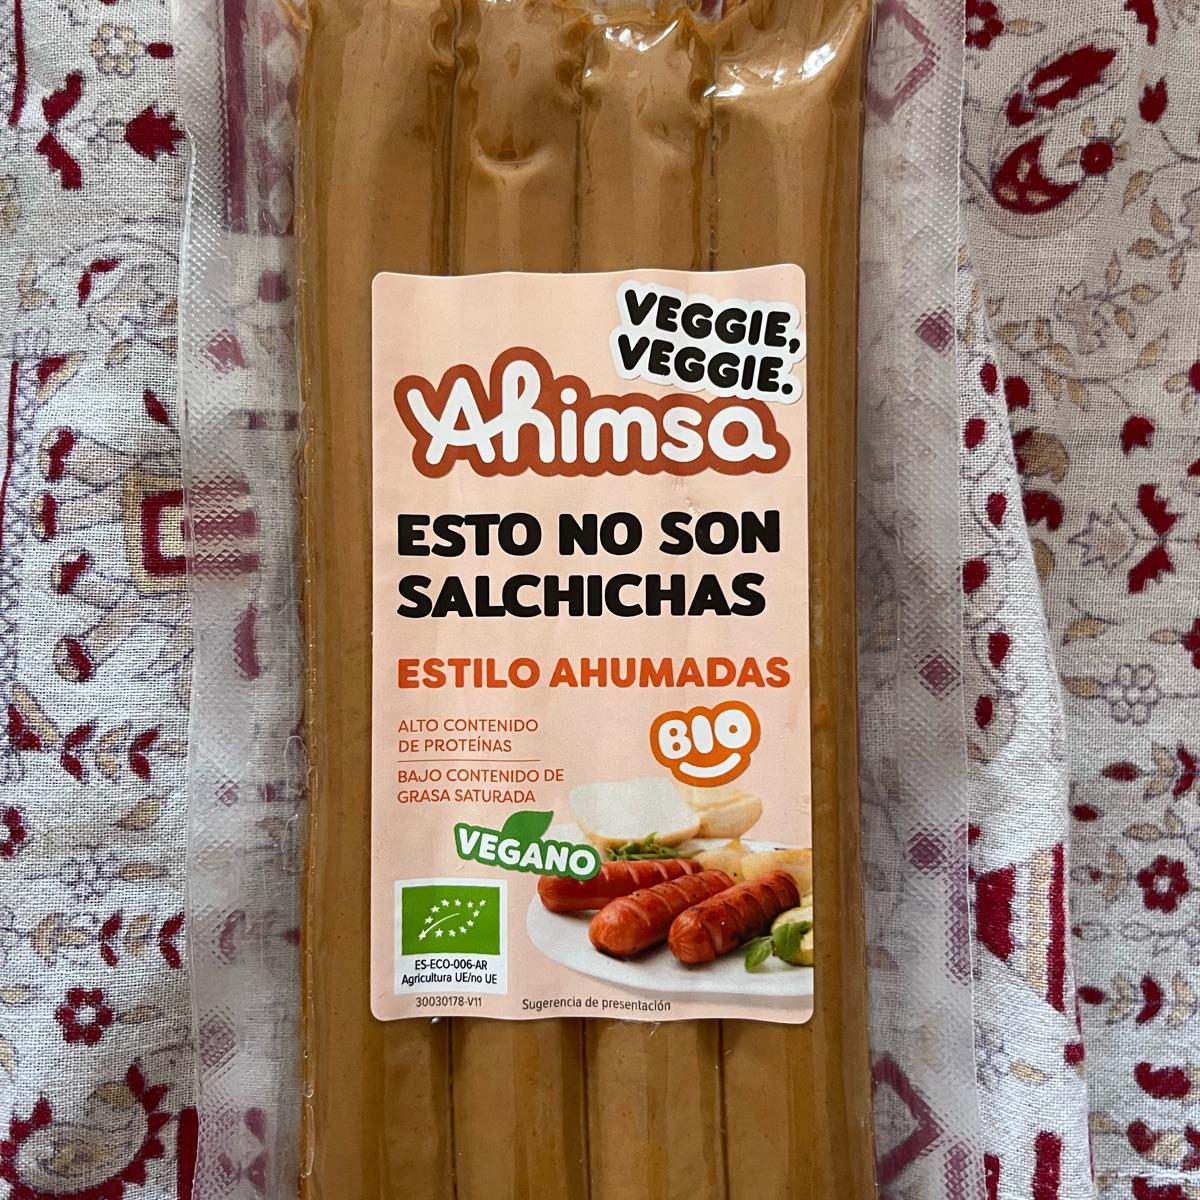 VEGGIE,
VEGGIE.
Ahimsa
ESTO NO SON
SALCHICHAS
ESTILO AHUMADAS
ALTO CONTENIDO
DE PROTEÍNAS
BIO
BAJO CONTENIDO DE
GRASA SATURADA
VEGANO
ES-ECO-006-AR
Agricultura UE/no UE
30030178-V11
Sugerencia de presentación